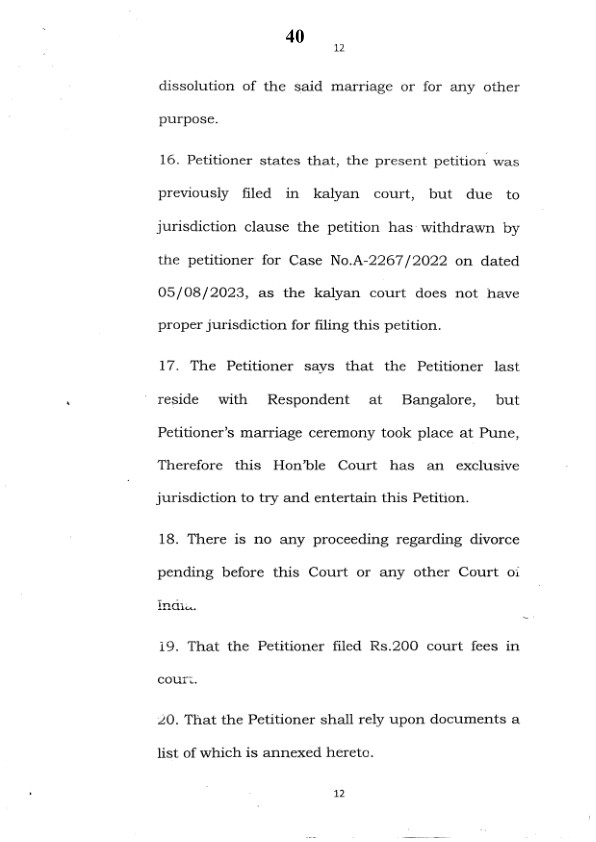 40
12
dissolution of the said marriage or for any other
purpose.
16. Petitioner states that, the present petition was
previously filed in kalyan court, but due to
jurisdiction clause the petition has withdrawn by
the petitioner for Case No.A-2267/2022 on dated
05/08/2023, as the kalyan court does not have
proper jurisdiction for filing this petition.
17. The Petitioner says that the Petitioner last
reside with Respondent at Bangalore, but
Petitioner's marriage ceremony took place at Pune,
Therefore this Hon'ble Court has an exclusive
jurisdiction to try and entertain this Petition.
18. There is no any proceeding regarding divorce
pending before this Court or any other Court of
India.
19. That the Petitioner filed Rs.200 court fees in
court.
20. That the Petitioner shall rely upon documents a
list of which is annexed hereto.
12